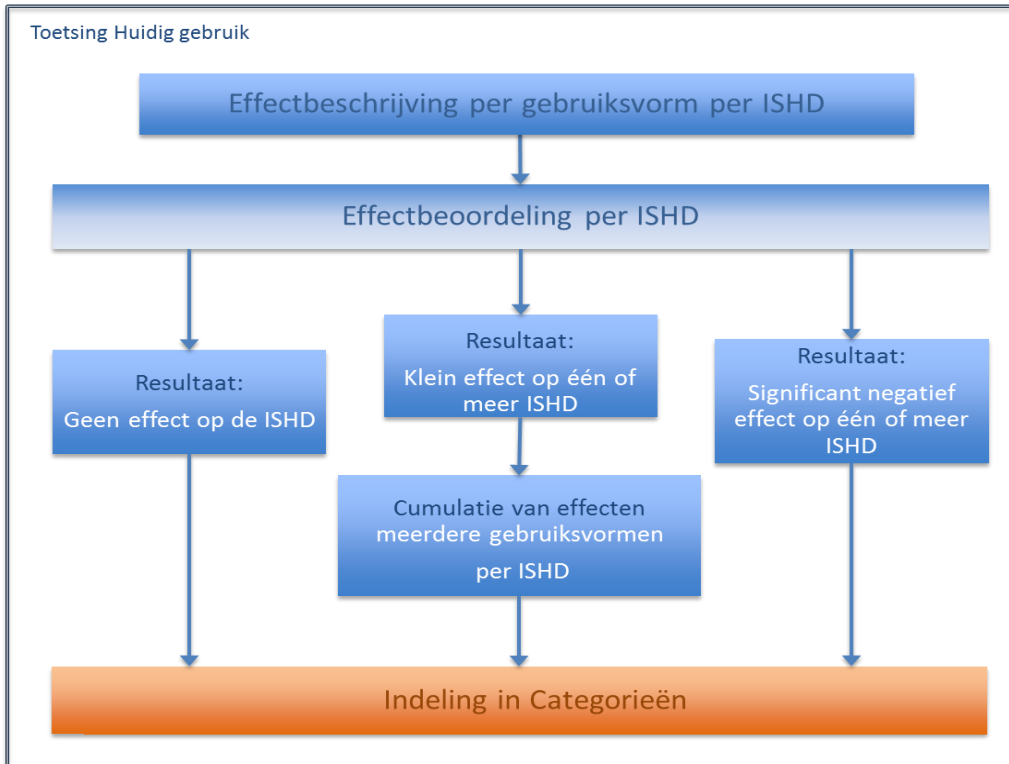 Toetsing Huidig gebruik
Effectbeschrijving per gebruiksvorm per ISHD
Effectbeoordeling per ISHD
Resultaat:
Geen effect op de ISHD
Resultaat:
Klein effect op één of
meer ISHD
Resultaat:
Significant negatief
effect op één of meer
ISHD
Cumulatie van effecten
meerdere gebruiksvormen
per ISHD
Indeling in Categorieën